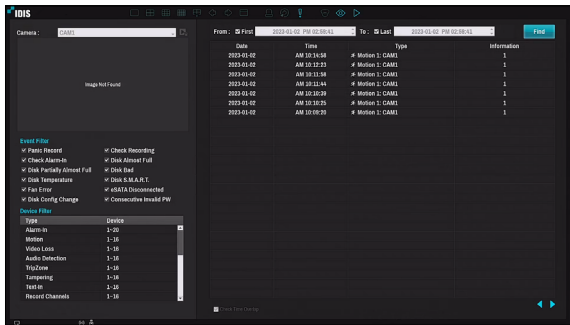 IDIS
Camera : CAM1
From : First 2023-01-02 PM 02:59:41 To : Last 2023-01-02 PM 02:59:41 Find
Image Not Found
Date Time Type Information
2023-01-02 AM 10:14:58 Motion 1: CAM1 1
2023-01-02 AM 10:12:23 Motion 1: CAM1 1
2023-01-02 AM 10:11:58 Motion 1: CAM1 1
2023-01-02 AM 10:11:44 Motion 1: CAM1 1
2023-01-02 AM 10:10:39 Motion 1: CAM1 1
2023-01-02 AM 10:10:25 Motion 1: CAM1 1
2023-01-02 AM 10:09:20 Motion 1: CAM1 1
Event Filter
Panic Record Check Recording
Check Alarm-In Disk Almost Full
Disk Partially Almost Full Disk Bad
Disk Temperature Disk S.M.A.R.T.
Fan Error eSATA Disconnected
Disk Config Change Consecutive Invalid PW
Device Filter
Type Device
Alarm-In 1~20
Motion 1~16
Video Loss 1~16
Audio Detection 1~16
TripZone 1~16
Tampering 1~16
Text-In 1~16
Record Channels 1~16
Check Time Overlap